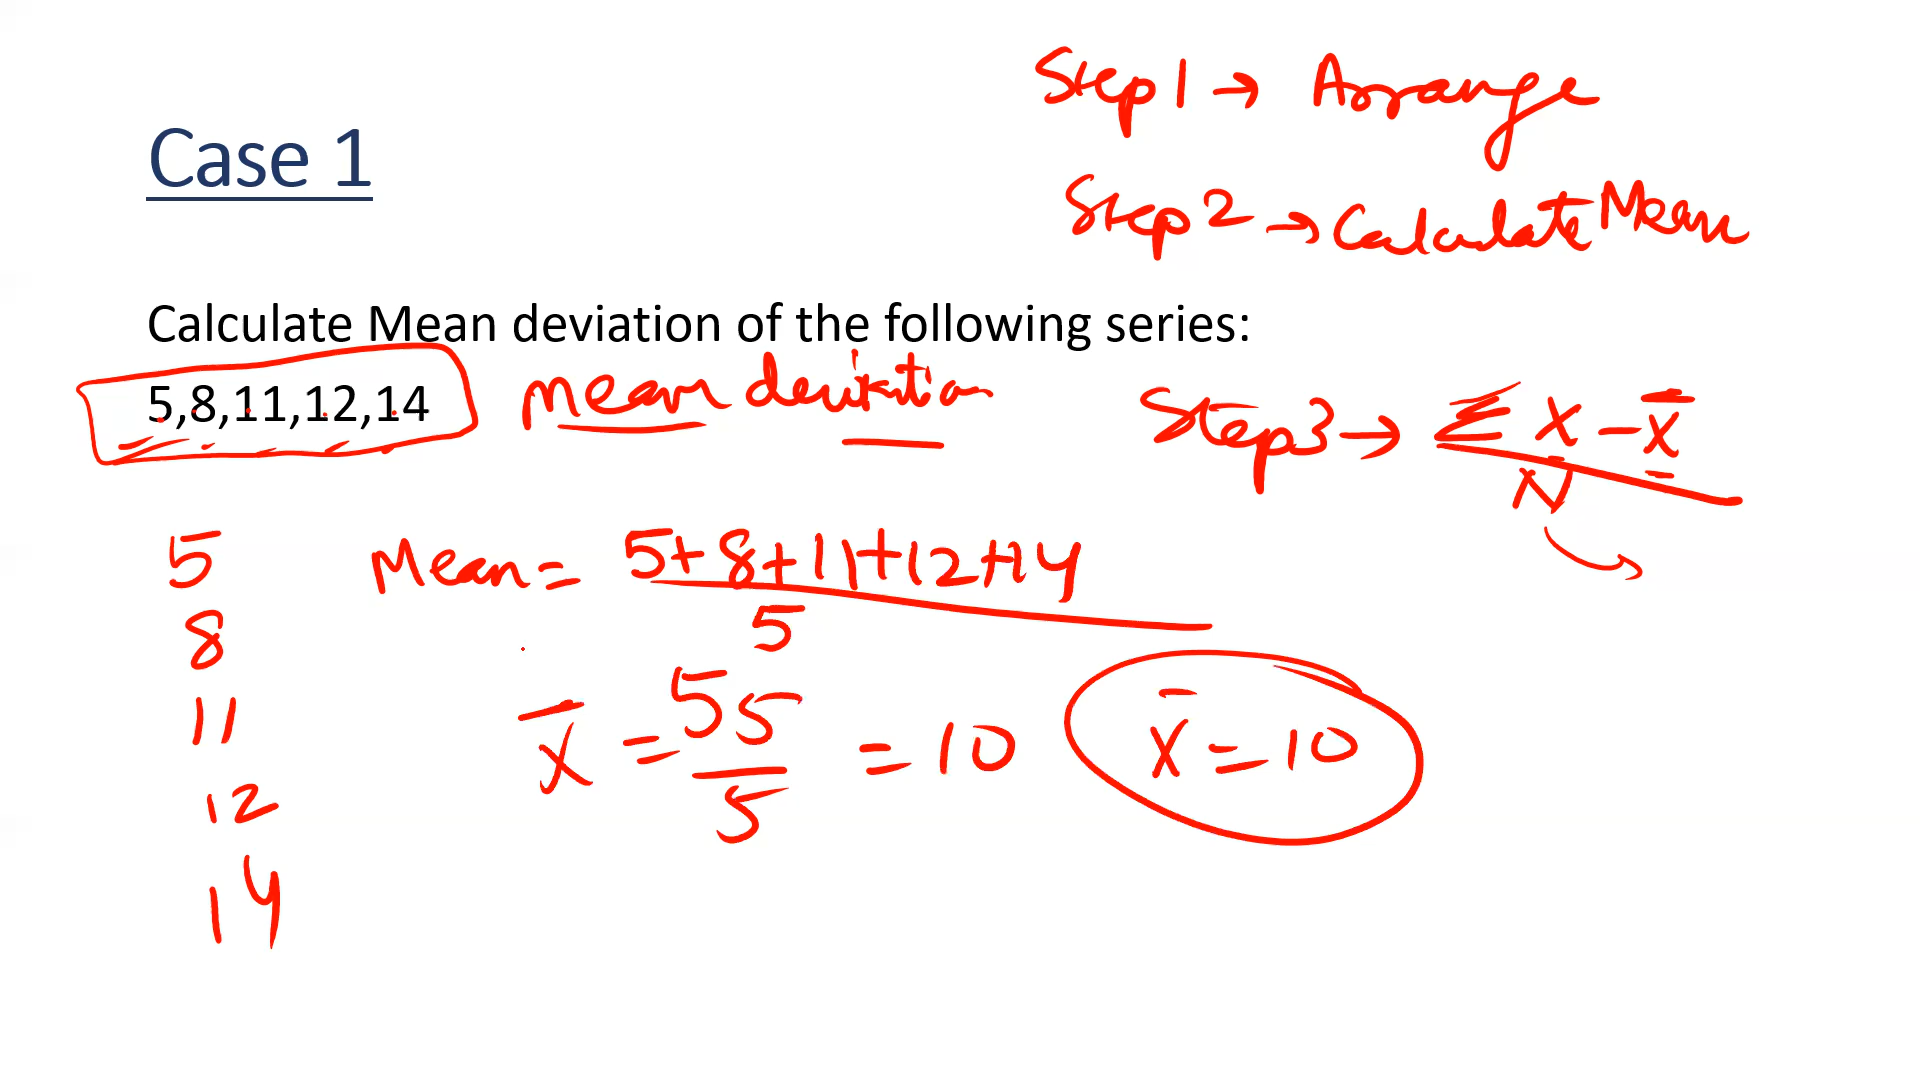 Step 1 → Arrange
Case 1
Step 2 → Calculate Mean
Calculate Mean deviation of the following series:
5,8,11,12,14
mean deviation
Step 3 → Σ x − x̄
N
5
Mean = 5+8+11+12+14
5
8
x̄ = 55 = 10
5
x̄ = 10
11
12
14